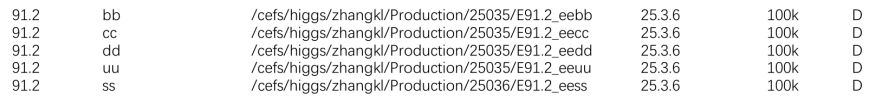 91.2 bb /cefs/higgs/zhangkl/Production/25035/E91.2_eebb 25.3.6 100k D
91.2 cc /cefs/higgs/zhangkl/Production/25035/E91.2_eecc 25.3.6 100k D
91.2 dd /cefs/higgs/zhangkl/Production/25035/E91.2_eedd 25.3.6 100k D
91.2 uu /cefs/higgs/zhangkl/Production/25035/E91.2_eeuu 25.3.6 100k D
91.2 ss /cefs/higgs/zhangkl/Production/25036/E91.2_eess 25.3.6 100k D